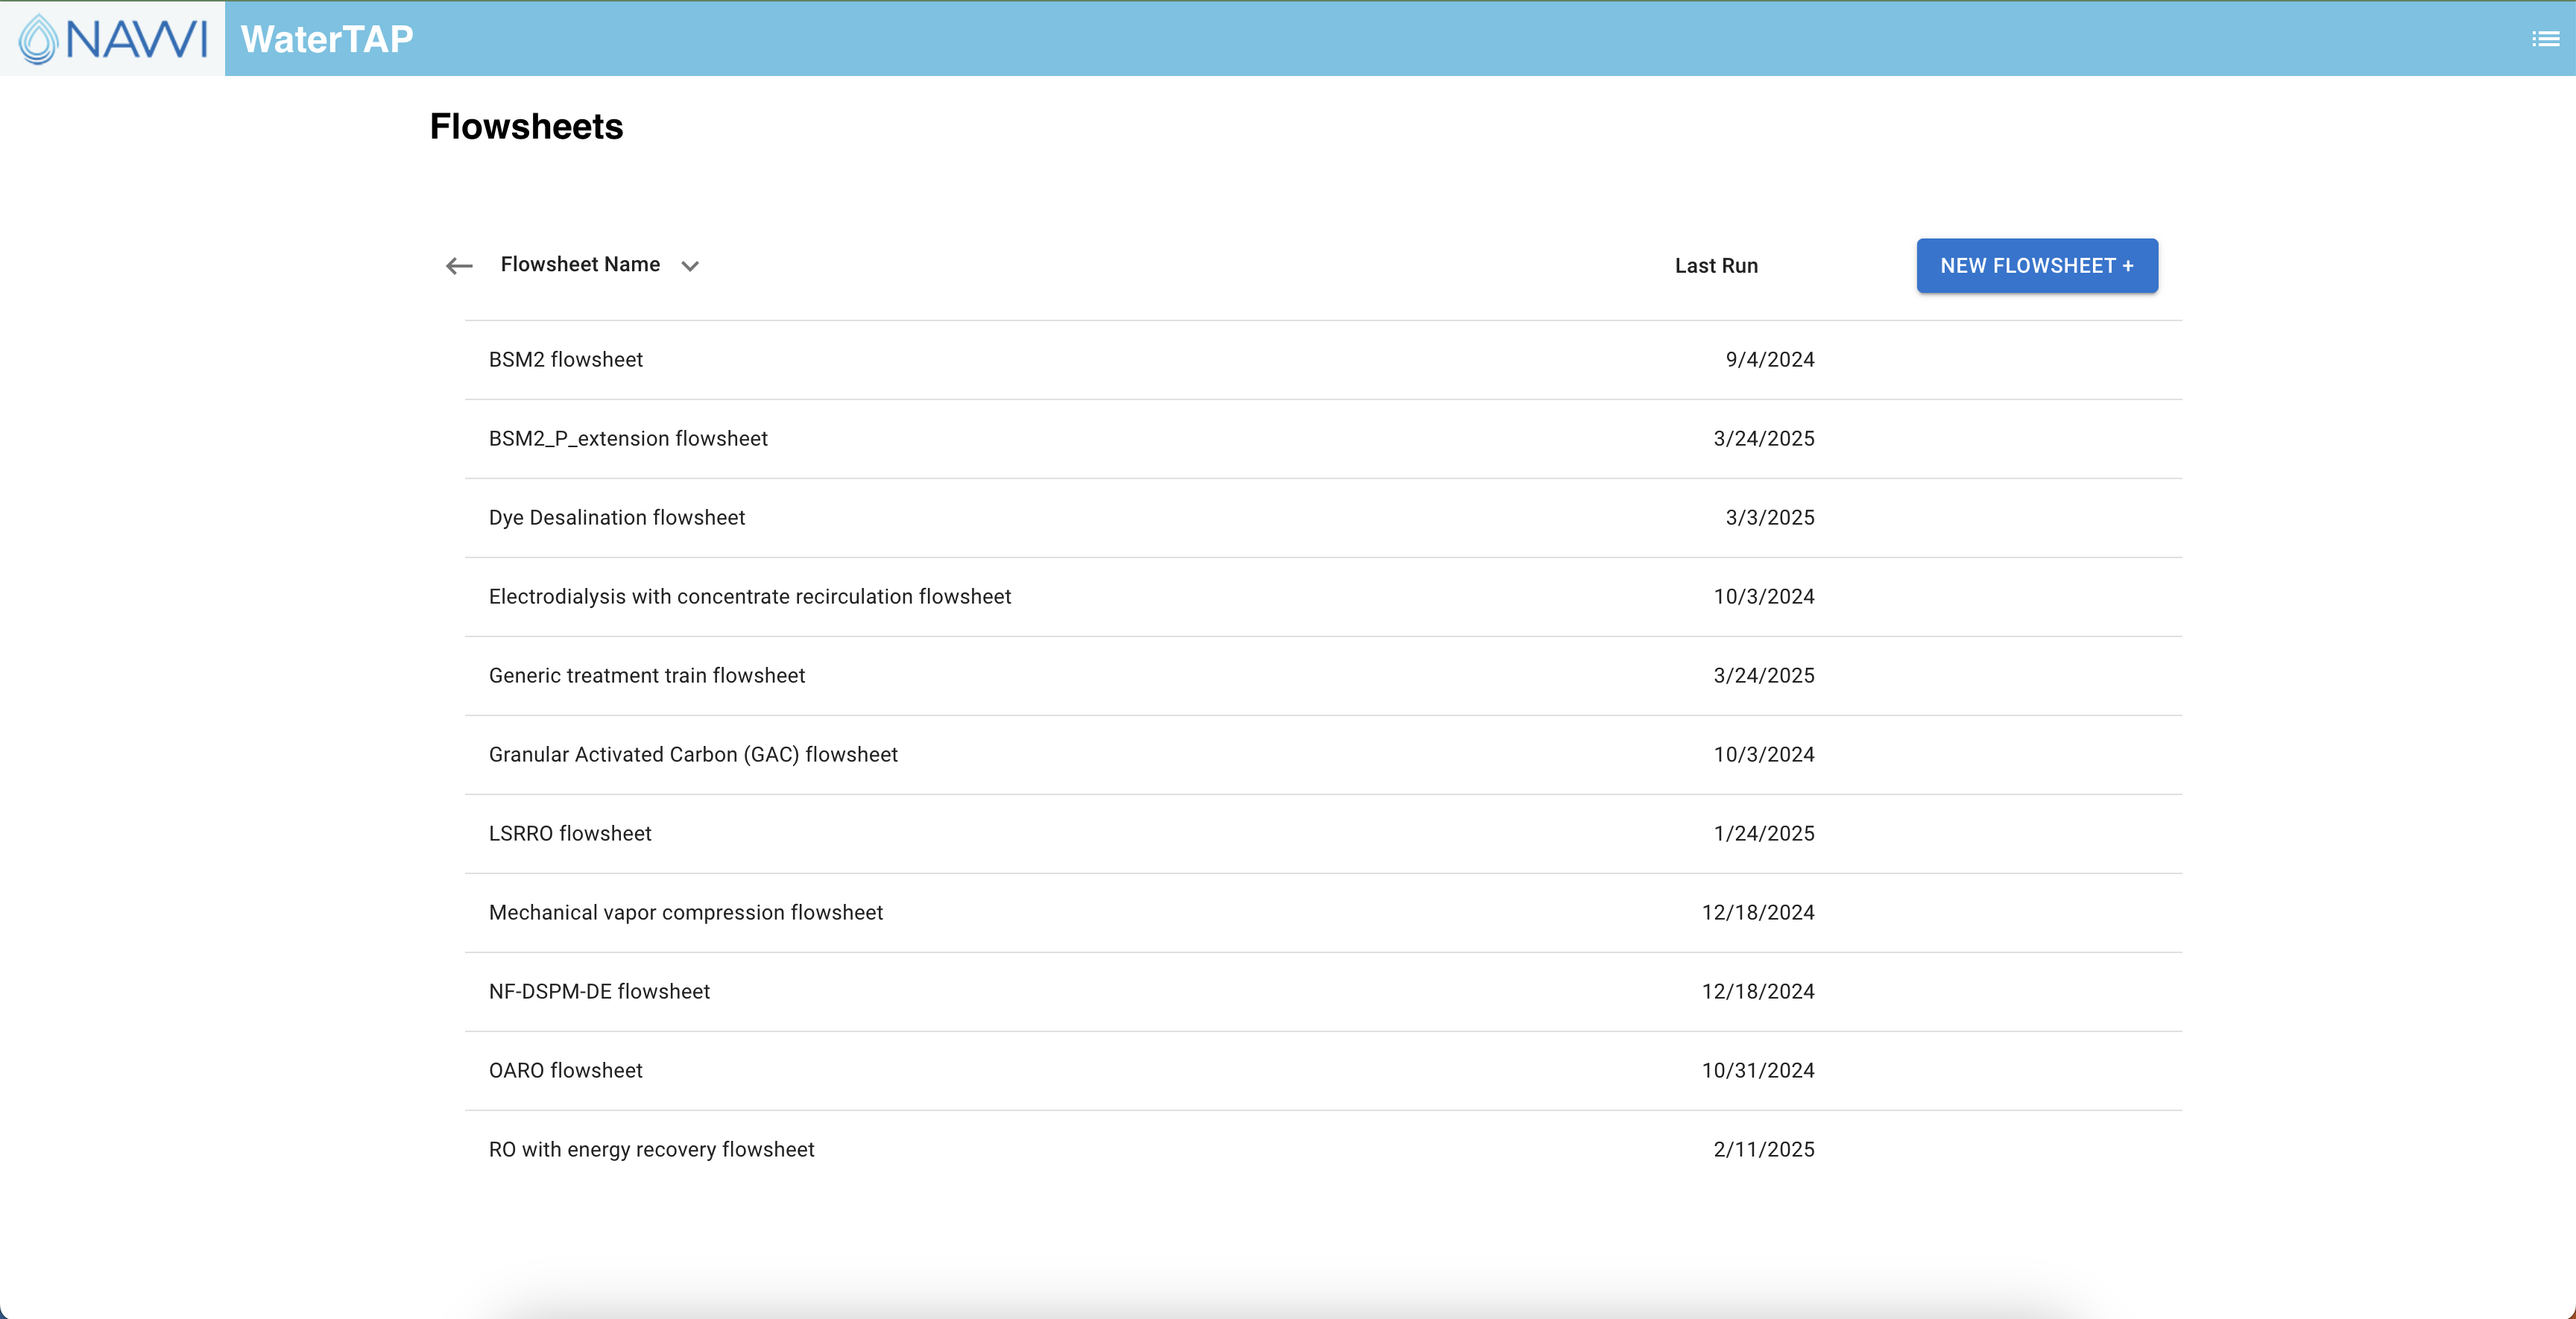 NAWI WaterTAP
Flowsheets
Flowsheet Name Last Run NEW FLOWSHEET +
BSM2 flowsheet 9/4/2024
BSM2_P_extension flowsheet 3/24/2025
Dye Desalination flowsheet 3/3/2025
Electrodialysis with concentrate recirculation flowsheet 10/3/2024
Generic treatment train flowsheet 3/24/2025
Granular Activated Carbon (GAC) flowsheet 10/3/2024
LSRRO flowsheet 1/24/2025
Mechanical vapor compression flowsheet 12/18/2024
NF-DSPM-DE flowsheet 12/18/2024
OARO flowsheet 10/31/2024
RO with energy recovery flowsheet 2/11/2025